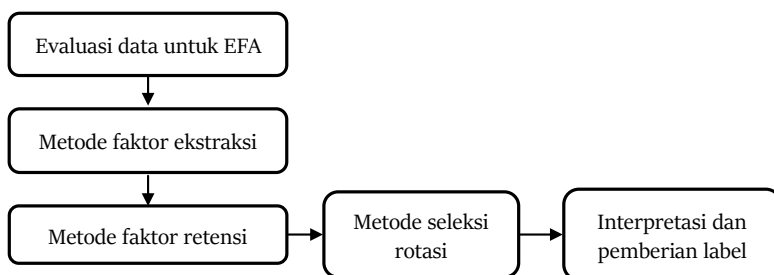 Evaluasi data untuk EFA
Metode faktor ekstraksi
Metode faktor retensi
Metode seleksi
rotasi
Interpretasi dan
pemberian label